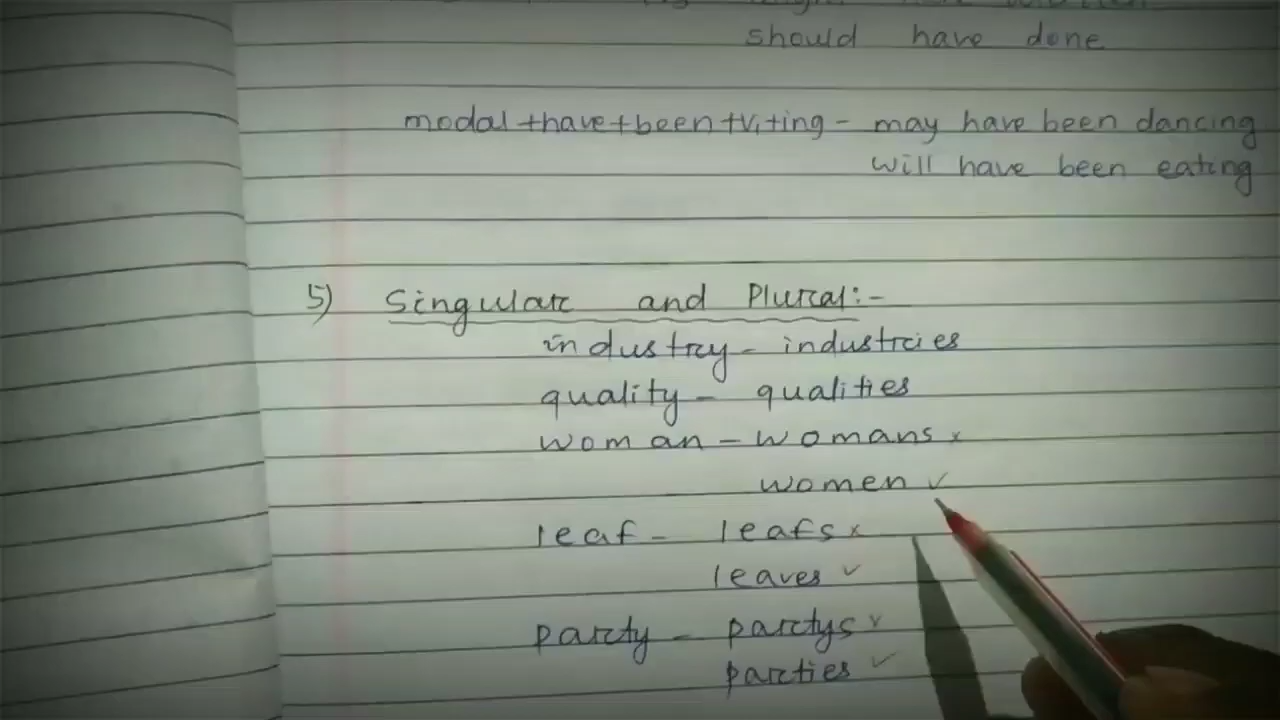 should have done
modal+have+been+V₁+ing - may have been dancing
will have been eating
5) Singular and Plural:-
industry - industries
quality - qualities
woman - womans ×
women ✓
leaf - leafs ×
leaves ✓
party - partys ×
parties ✓